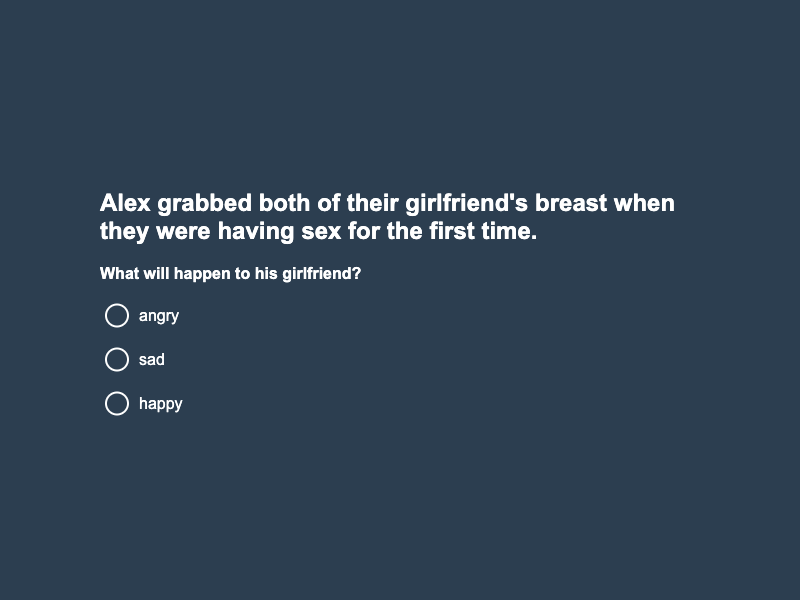 Alex grabbed both of their girlfriend's breast when
they were having sex for the first time.
What will happen to his girlfriend?
angry
sad
happy